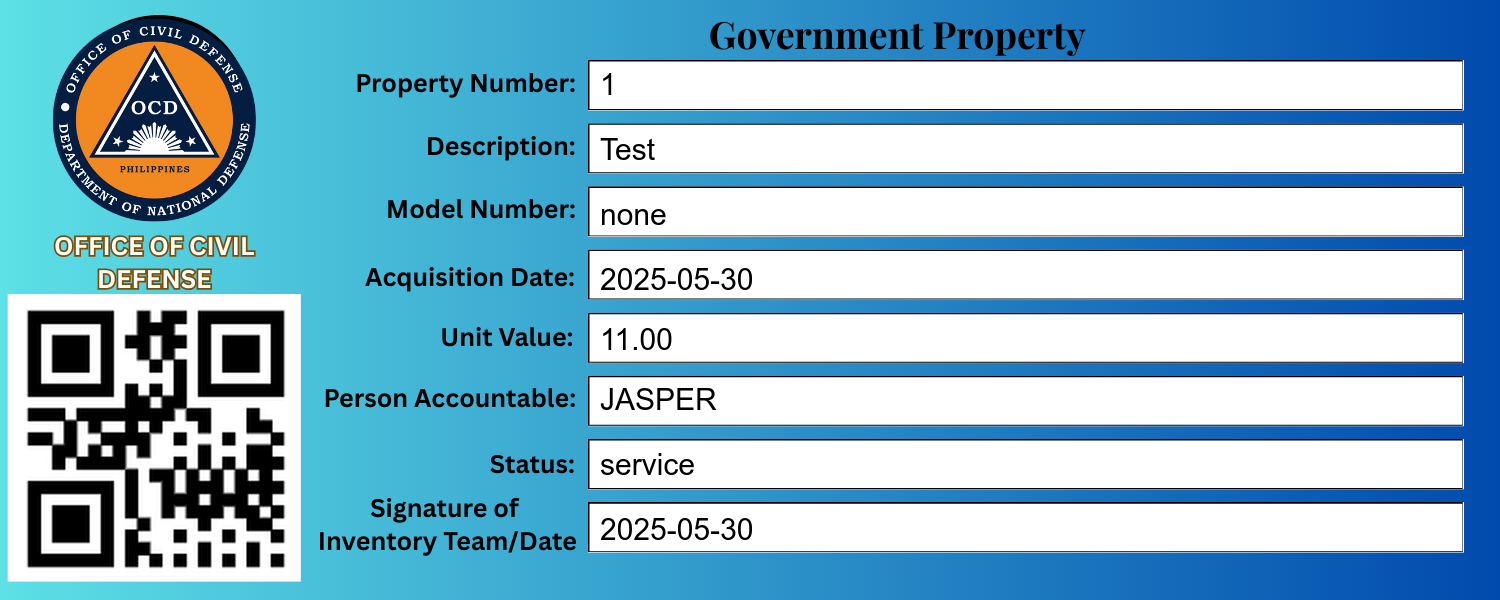 OFFICE OF CIVIL DEFENSE
OCD
PHILIPPINES
DEPARTMENT OF NATIONAL DEFENSE
OFFICE OF CIVIL
DEFENSE
Government Property
Property Number: 1
Description: Test
Model Number: none
Acquisition Date: 2025-05-30
Unit Value: 11.00
Person Accountable: JASPER
Status: service
Signature of
Inventory Team/Date 2025-05-30